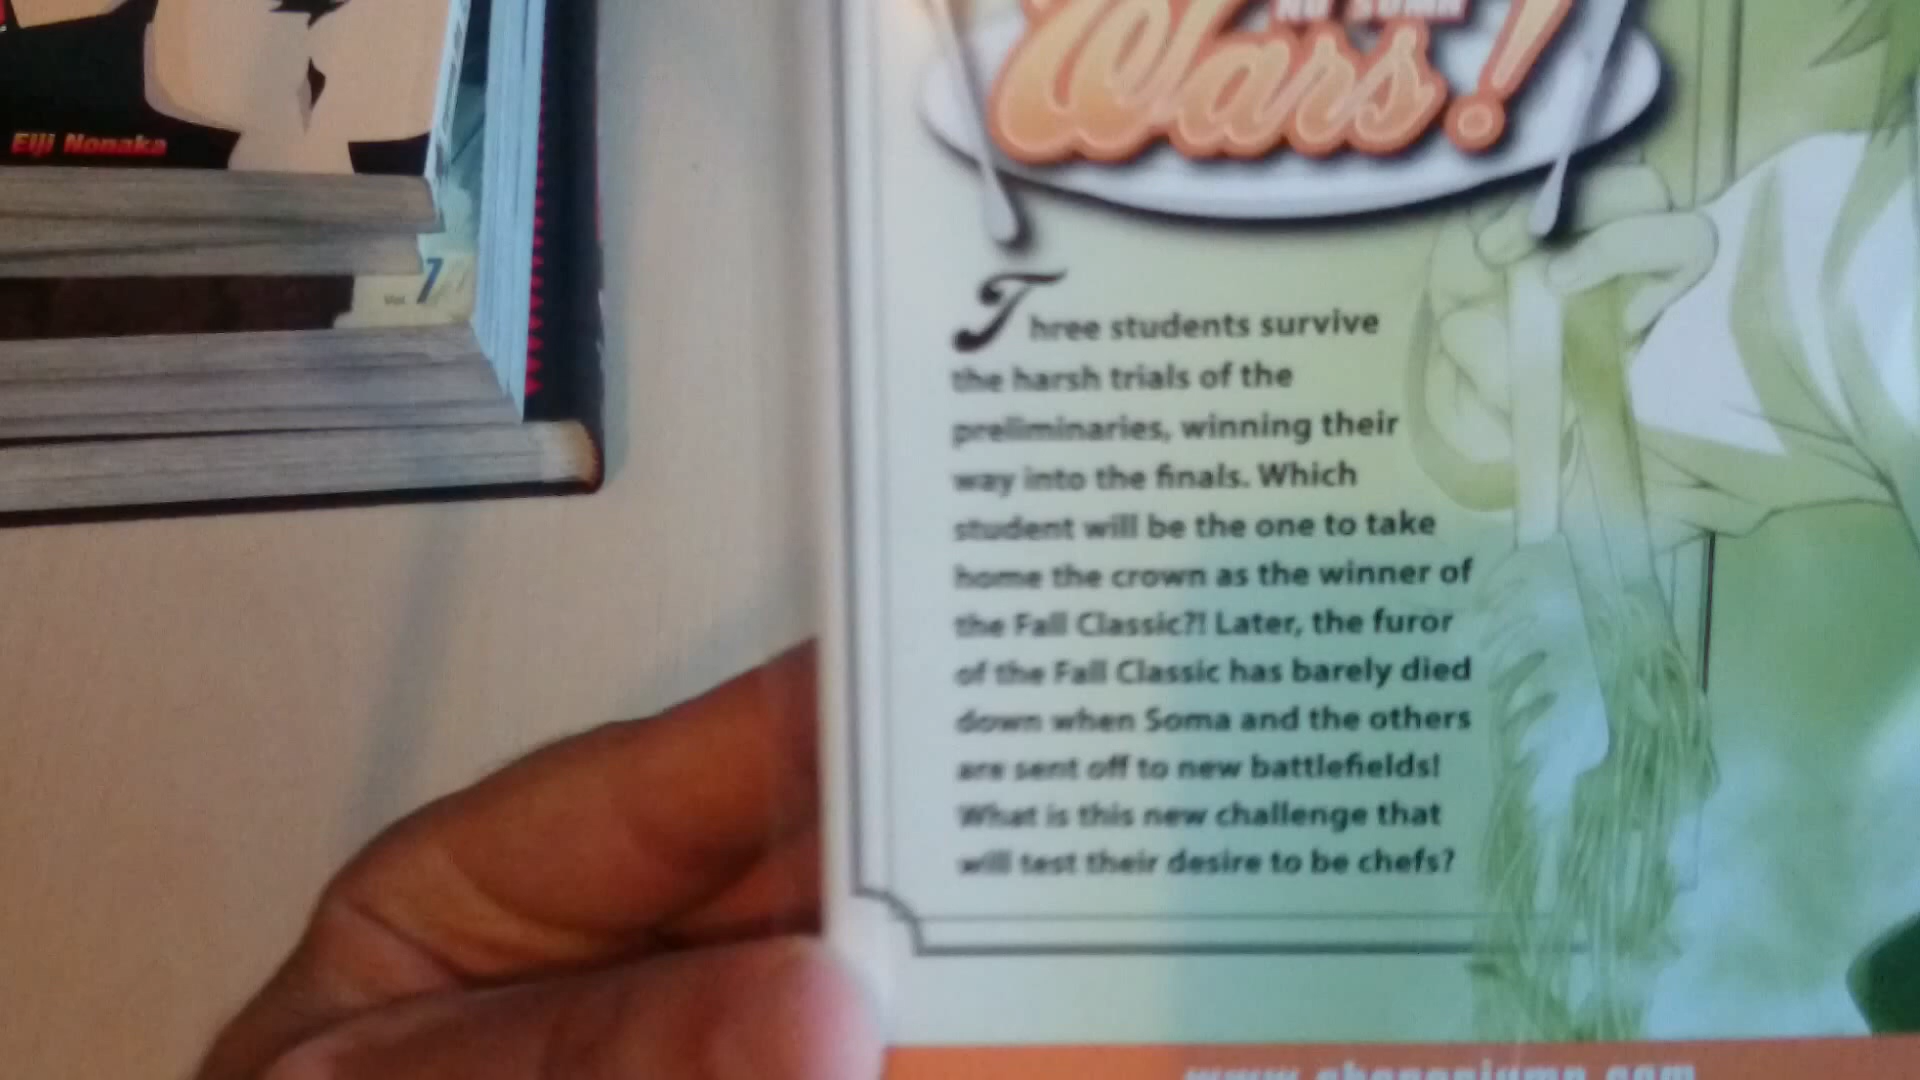 Eiji Nonaka
Vol. 7
NO SOMA
Wars!
Three students survive
the harsh trials of the
preliminaries, winning their
way into the finals. Which
student will be the one to take
home the crown as the winner of
the Fall Classic?! Later, the furor
of the Fall Classic has barely died
down when Soma and the others
are sent off to new battlefields!
What is this new challenge that
will test their desire to be chefs?
www.shonenjump.com